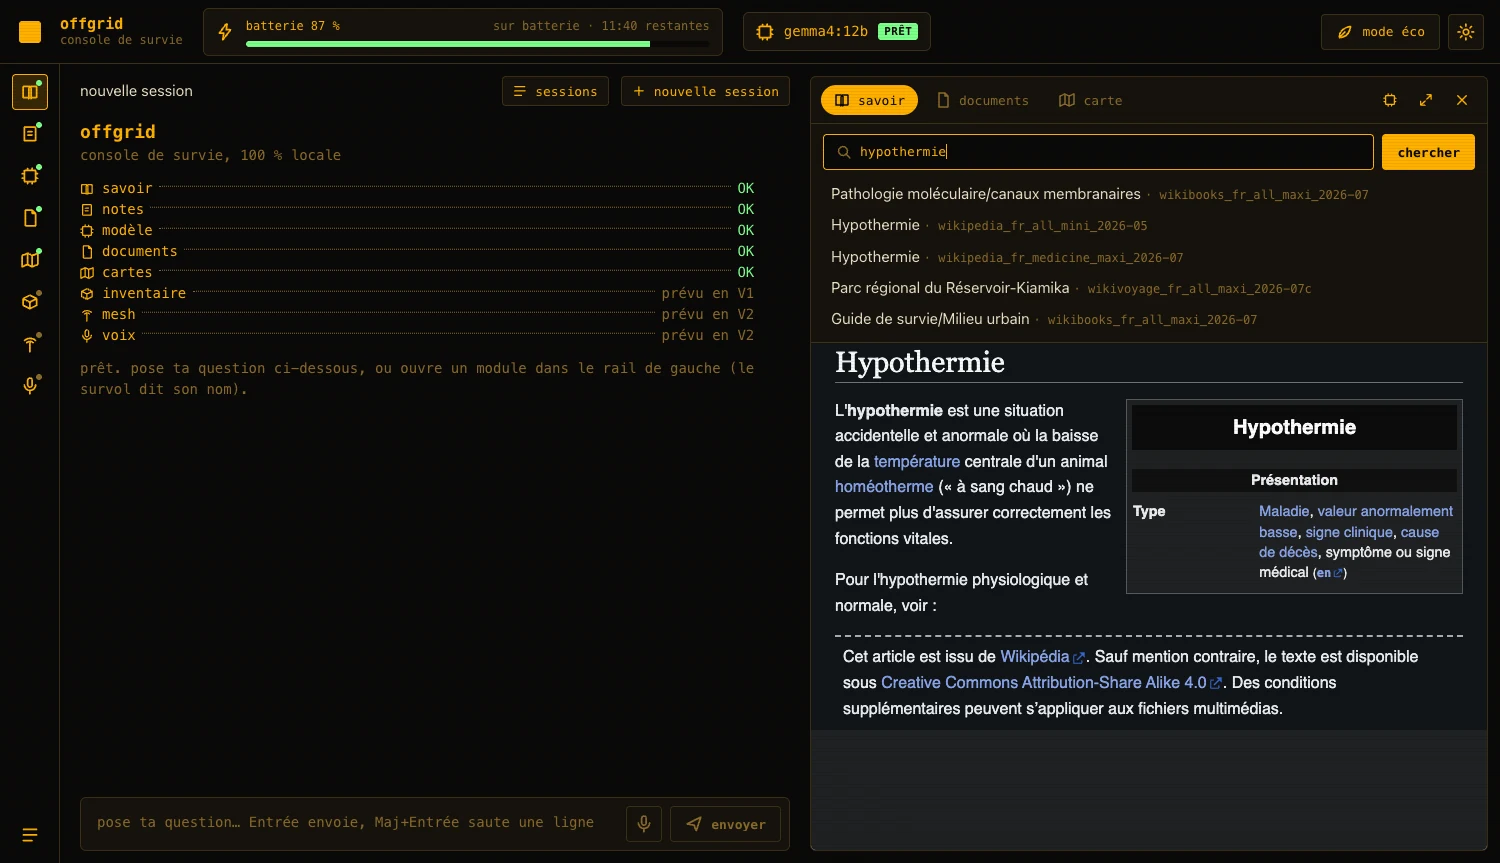 offgrid
console de survie
batterie 87 %
sur batterie · 11:40 restantes
gemma4:12b PRÊT
mode éco
nouvelle session
sessions
+ nouvelle session
offgrid
console de survie, 100 % locale
savoir OK
notes OK
modèle OK
documents OK
cartes OK
inventaire prévu en V1
mesh prévu en V2
voix prévu en V2
prêt. pose ta question ci-dessous, ou ouvre un module dans le rail de gauche (le
survol dit son nom).
pose ta question… Entrée envoie, Maj+Entrée saute une ligne
envoyer
savoir
documents
carte
hypothermie
chercher
Pathologie moléculaire/canaux membranaires · wikibooks_fr_all_maxi_2026-07
Hypothermie · wikipedia_fr_all_mini_2026-05
Hypothermie · wikipedia_fr_medicine_maxi_2026-07
Parc régional du Réservoir-Kiamika · wikivoyage_fr_all_maxi_2026-07c
Guide de survie/Milieu urbain · wikibooks_fr_all_maxi_2026-07
Hypothermie
L'hypothermie est une situation
accidentelle et anormale où la baisse
de la température centrale d'un animal
homéotherme (« à sang chaud ») ne
permet plus d'assurer correctement les
fonctions vitales.
Pour l'hypothermie physiologique et
normale, voir :
Hypothermie
Présentation
Type
Maladie, valeur anormalement
basse, signe clinique, cause
de décès, symptôme ou signe
médical (en)
Cet article est issu de Wikipédia. Sauf mention contraire, le texte est disponible
sous Creative Commons Attribution-Share Alike 4.0. Des conditions
supplémentaires peuvent s’appliquer aux fichiers multimédias.